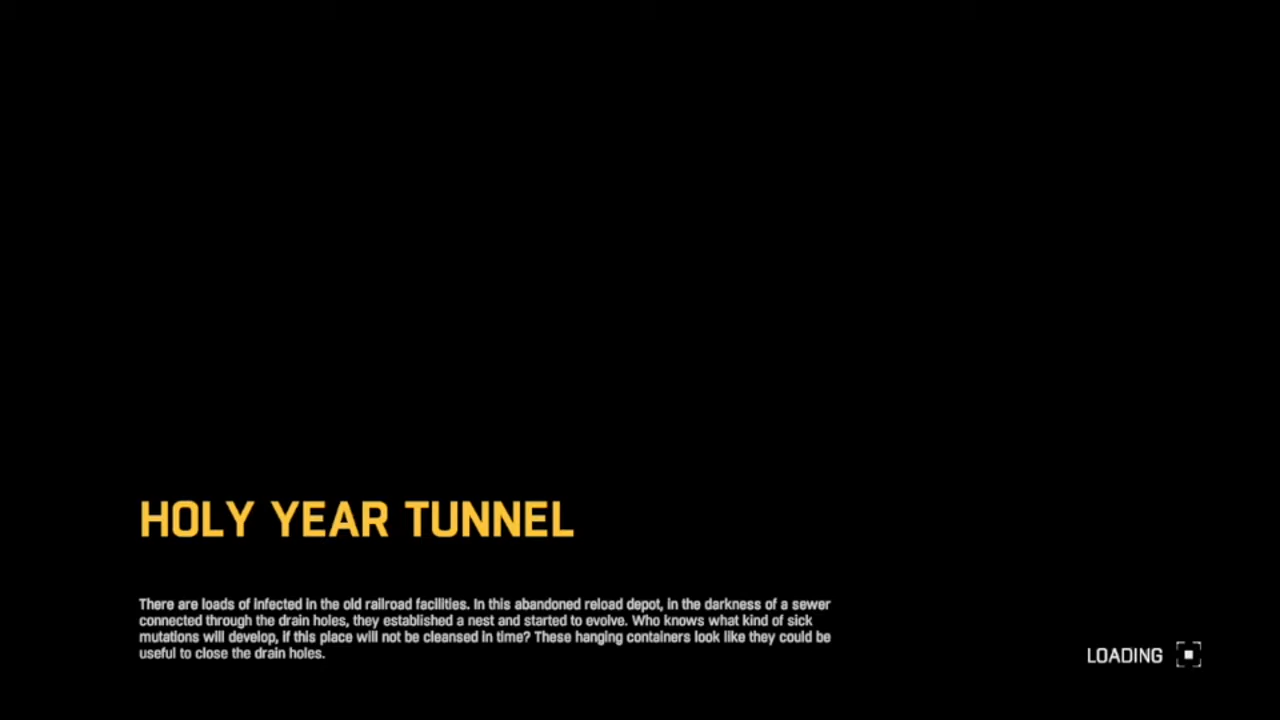 HOLY YEAR TUNNEL
There are loads of infected in the old railroad facilities. In this abandoned reload depot, in the darkness of a sewer
connected through the drain holes, they established a nest and started to evolve. Who knows what kind of sick
mutations will develop, if this place will not be cleansed in time? These hanging containers look like they could be
useful to close the drain holes.
LOADING